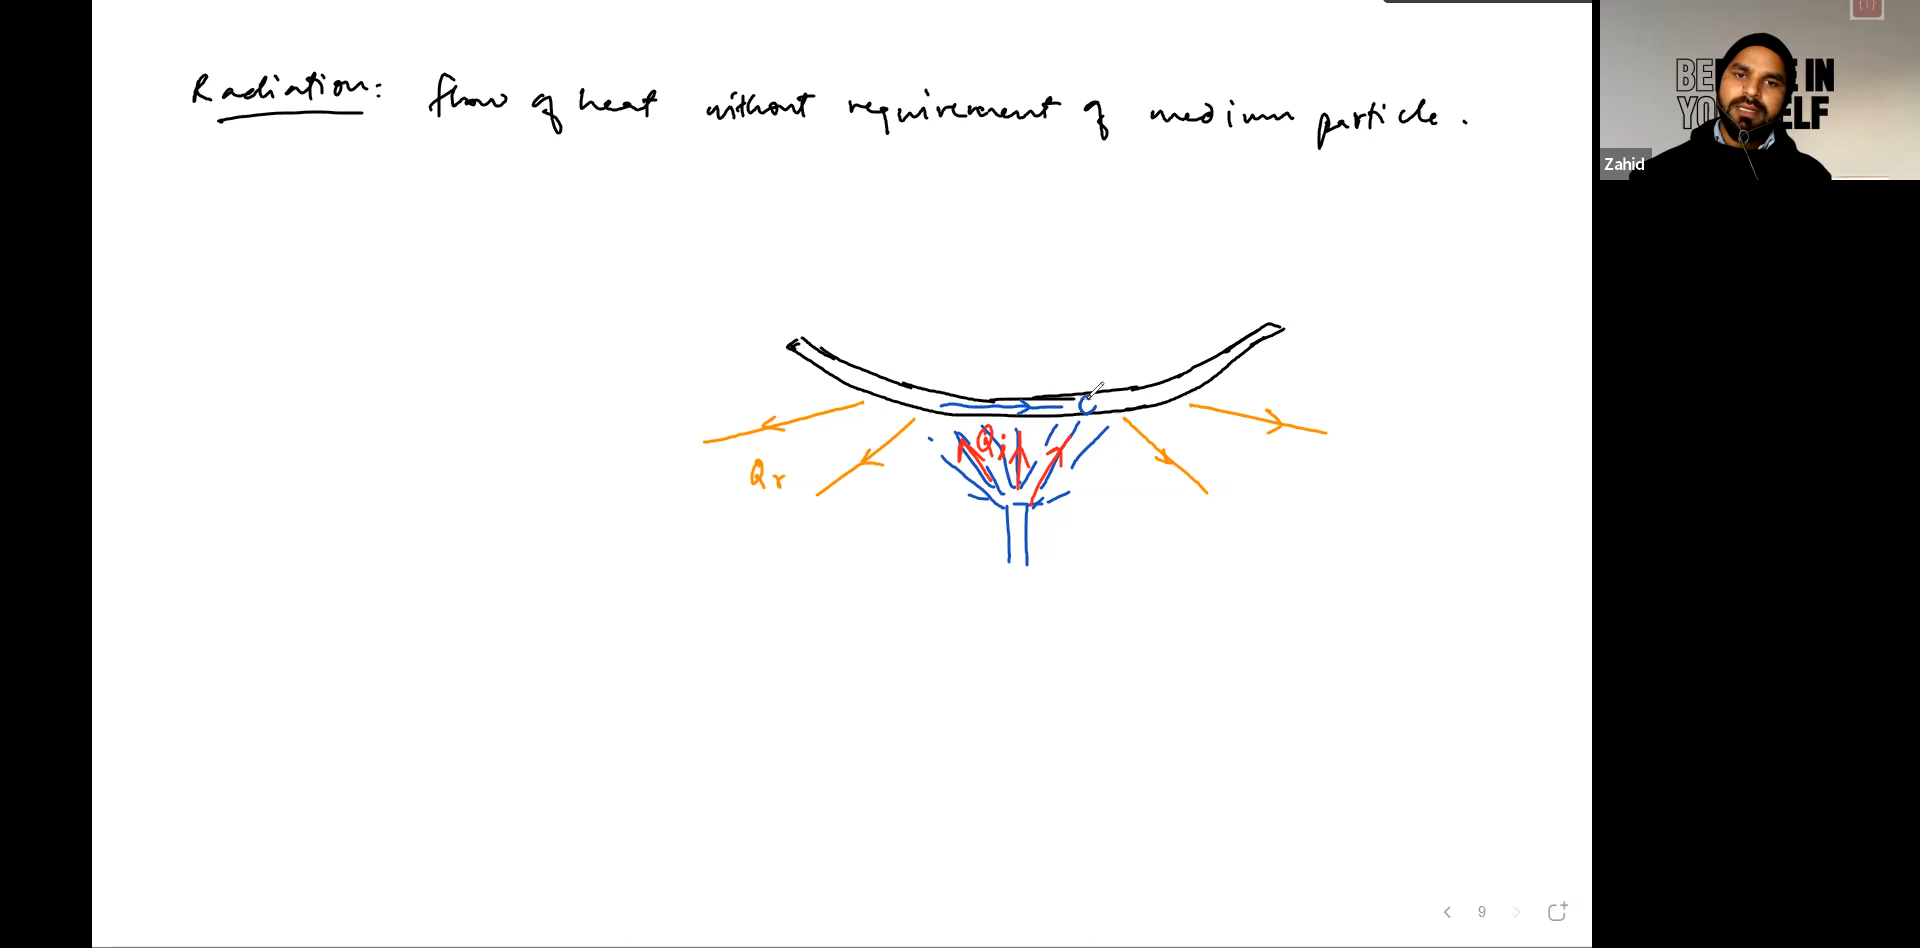 Radiation: flow of heat without requirement of medium particle.
Zahid
Qi
C
Qr
9